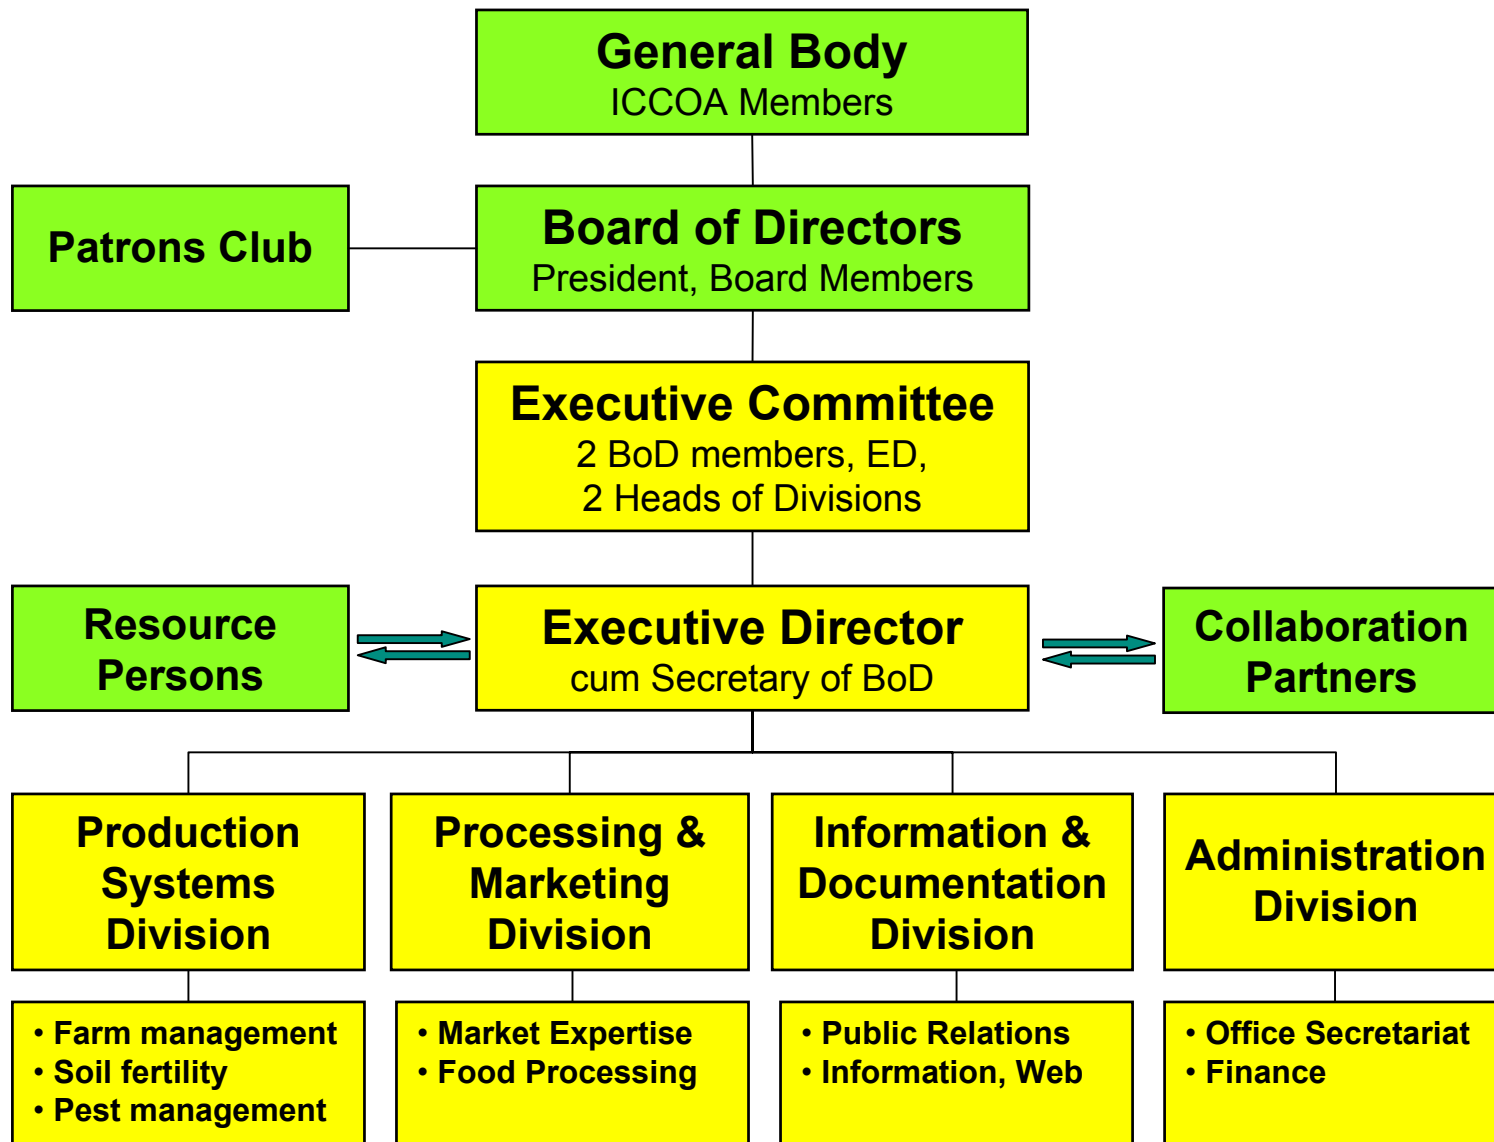 General Body
ICCOA Members
Patrons Club
Board of Directors
President, Board Members
Executive Committee
2 BoD members, ED,
2 Heads of Divisions
Resource
Persons
Executive Director
cum Secretary of BoD
Collaboration
Partners
Production
Systems
Division
Processing &
Marketing
Division
Information &
Documentation
Division
Administration
Division
• Farm management
• Soil fertility
• Pest management
• Market Expertise
• Food Processing
• Public Relations
• Information, Web
• Office Secretariat
• Finance